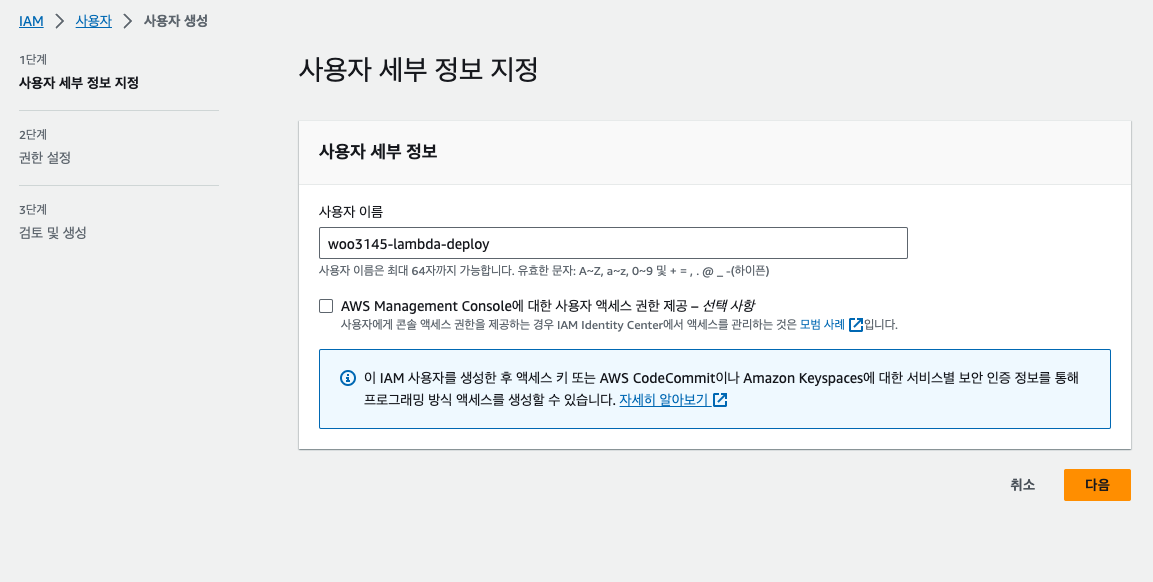 IAM > 사용자 > 사용자 생성
1단계
사용자 세부 정보 지정
2단계
권한 설정
3단계
검토 및 생성
사용자 세부 정보 지정
사용자 세부 정보
사용자 이름
woo3145-lambda-deploy
사용자 이름은 최대 64자까지 가능합니다. 유효한 문자: A~Z, a~z, 0~9 및 + = , . @ _ -(하이픈)
AWS Management Console에 대한 사용자 액세스 권한 제공 – 선택 사항
사용자에게 콘솔 액세스 권한을 제공하는 경우 IAM Identity Center에서 액세스를 관리하는 것은 모범 사례 입니다.
이 IAM 사용자를 생성한 후 액세스 키 또는 AWS CodeCommit이나 Amazon Keyspaces에 대한 서비스별 보안 인증 정보를 통해
프로그래밍 방식 액세스를 생성할 수 있습니다. 자세히 알아보기
취소
다음